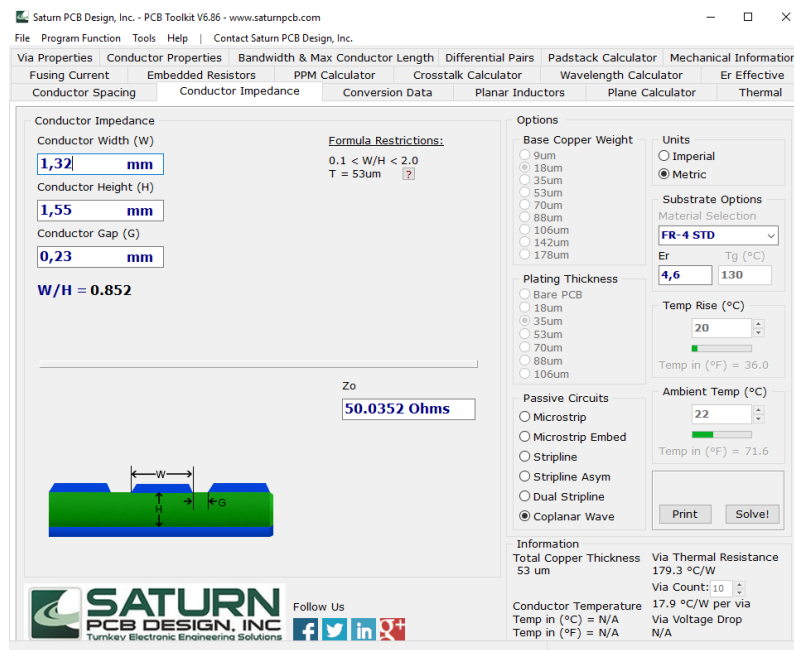 Saturn PCB Design, Inc. - PCB Toolkit V6.86 - www.saturnpcb.com
File Program Function Tools Help | Contact Saturn PCB Design, Inc.
Via Properties Conductor Properties Bandwidth & Max Conductor Length Differential Pairs Padstack Calculator Mechanical Information
Fusing Current Embedded Resistors PPM Calculator Crosstalk Calculator Wavelength Calculator Er Effective
Conductor Spacing Conductor Impedance Conversion Data Planar Inductors Plane Calculator Thermal
Conductor Impedance
Conductor Width (W)
1,32 mm
Conductor Height (H)
1,55 mm
Conductor Gap (G)
0,23 mm
W/H = 0.852
Formula Restrictions:
0.1 < W/H < 2.0
T = 53um ?
Zo
50.0352 Ohms
W
H
G
SATURN
PCB DESIGN, INC
Turnkey Electronic Engineering Solutions
Follow Us
f
in
g+
Options
Base Copper Weight
9um
18um
35um
53um
70um
88um
106um
142um
178um
Plating Thickness
Bare PCB
18um
35um
53um
70um
88um
106um
Passive Circuits
Microstrip
Microstrip Embed
Stripline
Stripline Asym
Dual Stripline
Coplanar Wave
Units
Imperial
Metric
Substrate Options
Material Selection
FR-4 STD
Er Tg (°C)
4,6 130
Temp Rise (°C)
20
Temp in (°F) = 36.0
Ambient Temp (°C)
22
Temp in (°F) = 71.6
Print Solve!
Information
Total Copper Thickness
53 um
Conductor Temperature
Temp in (°C) = N/A
Temp in (°F) = N/A
Via Thermal Resistance
179.3 °C/W
Via Count: 10
17.9 °C/W per via
Via Voltage Drop
N/A